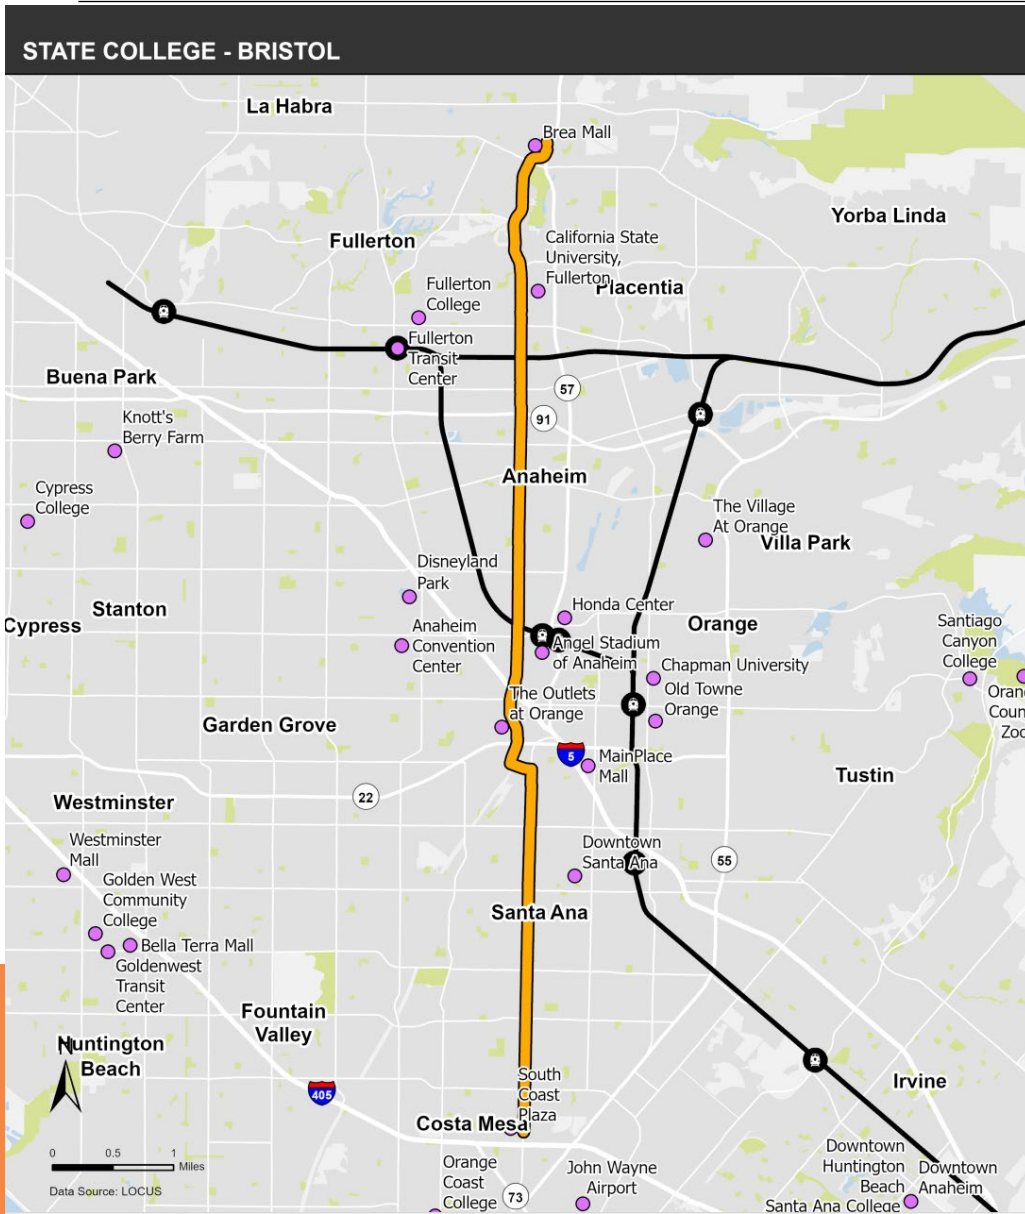 STATE COLLEGE - BRISTOL
La Habra
Brea Mall
Yorba Linda
Fullerton
California State
University,
Fullerton
Placentia
Fullerton
College
Fullerton
Transit
Center
Buena Park
57
91
Knott's
Berry Farm
Anaheim
Cypress
College
The Village
At Orange
Villa Park
Disneyland
Park
Stanton
Cypress
Honda Center
Orange
Anaheim
Convention
Center
Angel Stadium
of Anaheim
Santiago
Canyon
College
Chapman University
Old Towne
Orange
Oran
Coun
Zoo
The Outlets
at Orange
Garden Grove
5
MainPlace
Mall
Tustin
22
Westminster
Westminster
Mall
Downtown
Santa Ana
55
Golden West
Community
College
Santa Ana
Bella Terra Mall
Goldenwest
Transit
Center
Fountain
Valley
N
Huntington
Beach
405
South
Coast
Plaza
Irvine
Costa Mesa
0 0.5 1
Miles
Data Source: LOCUS
Orange
Coast
College
73
John Wayne
Airport
Downtown
Huntington
Beach
Downtown
Anaheim
Santa Ana College